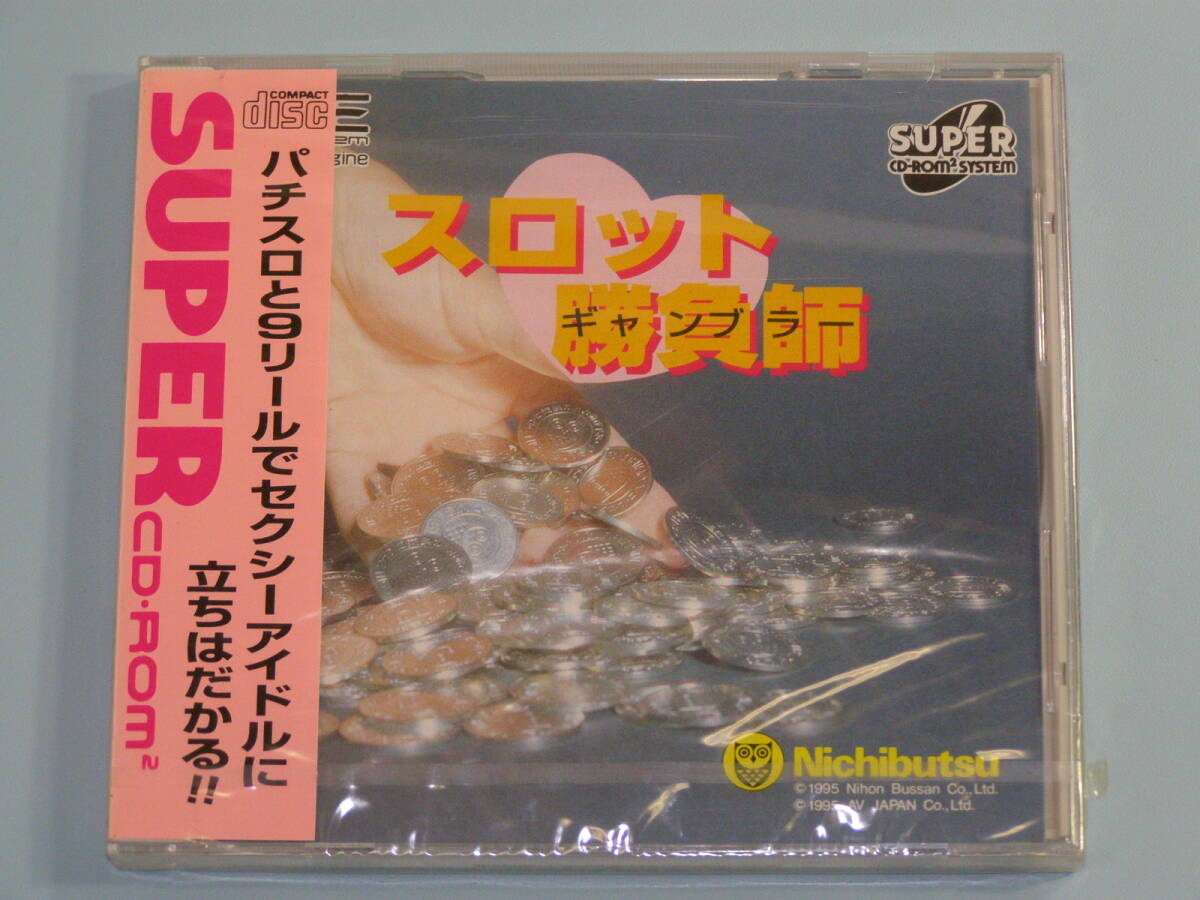 COMPACT
disc
SUPER
CD-ROM²
パチスロと9リールでセクシーアイドルに
立ちはだかる!!
SUPER
CD-ROM² SYSTEM
スロット
勝負師
ギャンブラー
Nichibutsu
©1995 Nihon Bussan Co., Ltd.
©1995 AV JAPAN Co., Ltd.